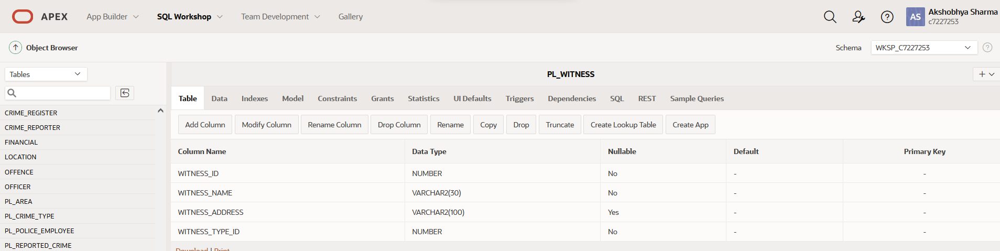 APEX App Builder SQL Workshop Team Development Gallery AS Akshobhya Sharma
c7227253
Object Browser Schema WKSP_C7227253
Tables PL_WITNESS
Table Data Indexes Model Constraints Grants Statistics UI Defaults Triggers Dependencies SQL REST Sample Queries
CRIME_REGISTER
CRIME_REPORTER
FINANCIAL
LOCATION
OFFENCE
OFFICER
PL_AREA
PL_CRIME_TYPE
PL_POLICE_EMPLOYEE
PL_REPORTED_CRIME
Add Column Modify Column Rename Column Drop Column Rename Copy Drop Truncate Create Lookup Table Create App
Column Name Data Type Nullable Default Primary Key
WITNESS_ID NUMBER No - -
WITNESS_NAME VARCHAR2(30) No - -
WITNESS_ADDRESS VARCHAR2(100) Yes - -
WITNESS_TYPE_ID NUMBER No - -
Download | Print